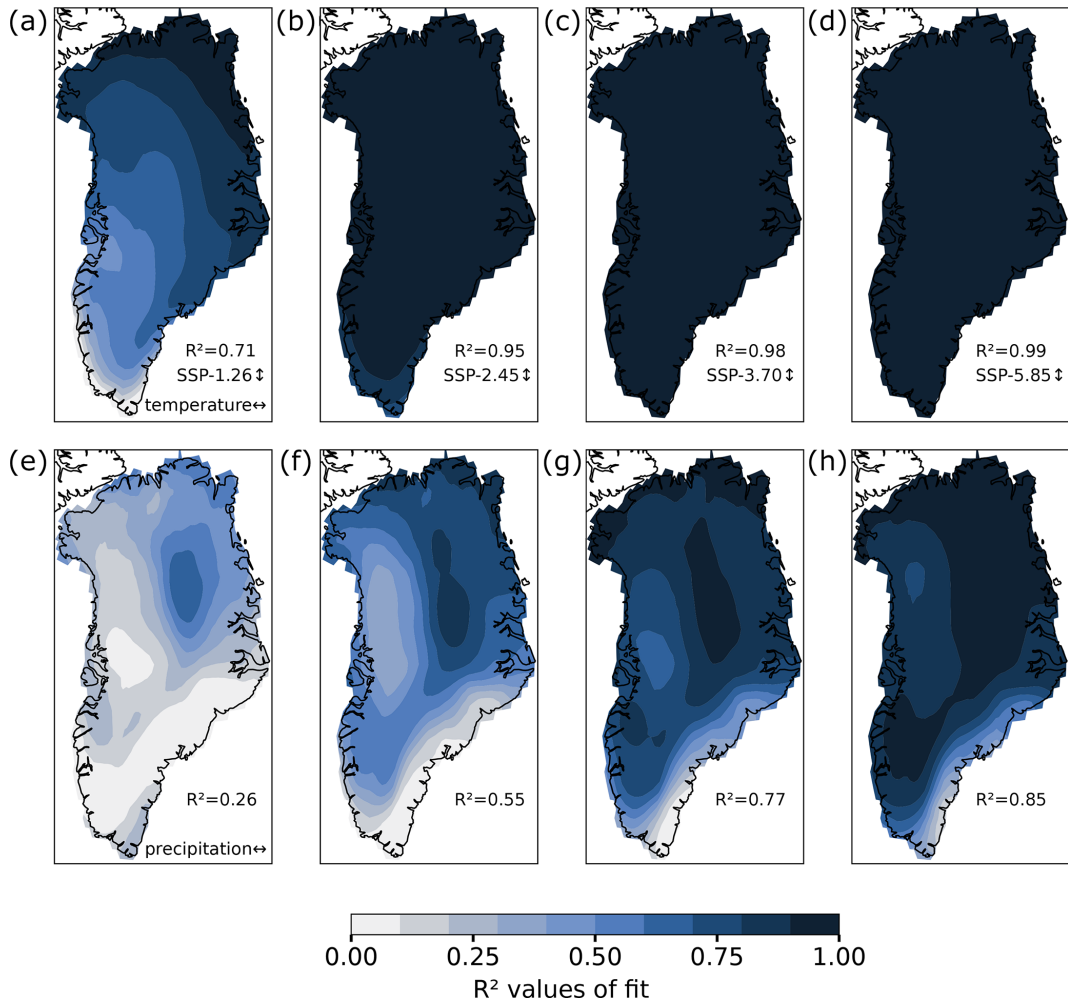 (a)
(b)
(c)
(d)
R²=0.71
SSP-1.26↕
temperature↔
R²=0.95
SSP-2.45↕
R²=0.98
SSP-3.70↕
R²=0.99
SSP-5.85↕
(e)
(f)
(g)
(h)
R²=0.26
precipitation↔
R²=0.55
R²=0.77
R²=0.85
0.00 0.25 0.50 0.75 1.00
R² values of fit